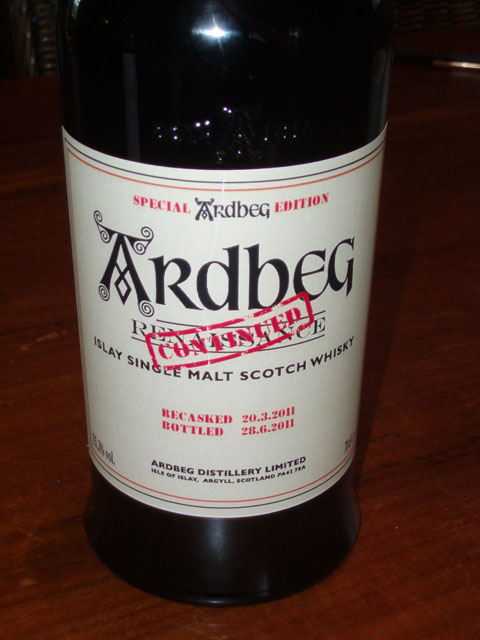 SPECIAL ARDBEG EDITION
ARDBEG
RENAISSANCE
CONTINUED
ISLAY SINGLE MALT SCOTCH WHISKY
RECASKED 20.3.2011
BOTTLED 28.6.2011
vol.
ARDBEG DISTILLERY LIMITED
ISLE OF ISLAY, ARGYLL, SCOTLAND PA42 7EA